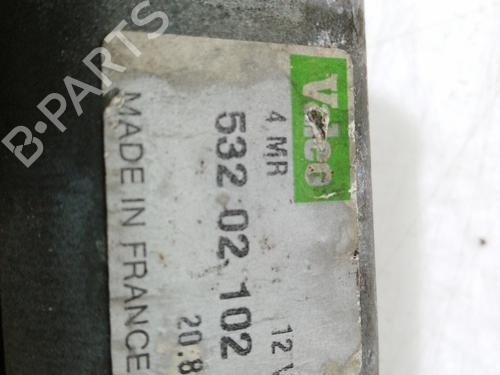 Valeo
4 MR
532 02 102
12 V
20.8
MADE IN FRANCE
B-PARTS